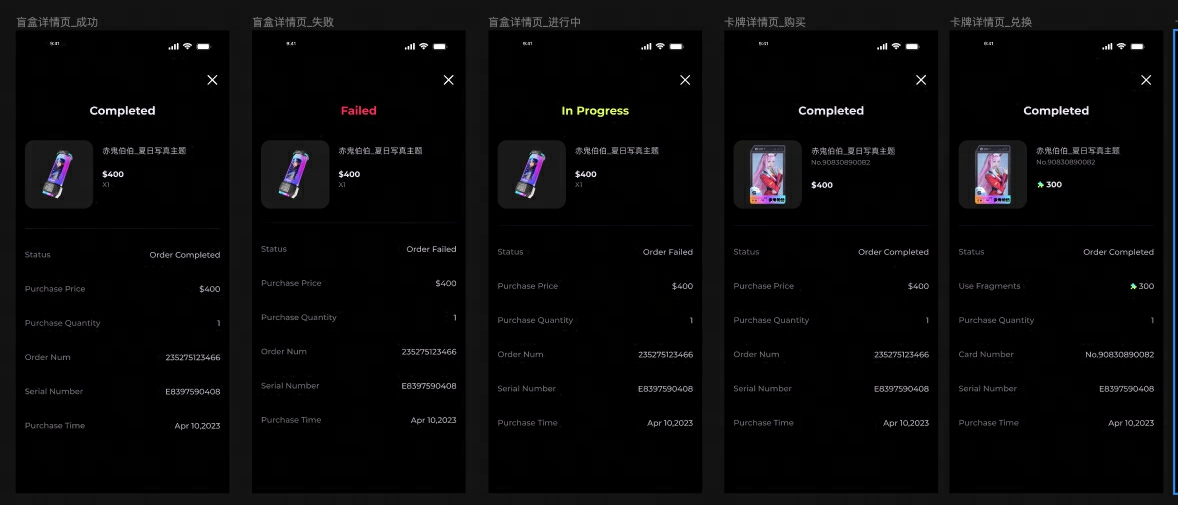 盲盒详情页_成功
9:41
Completed
赤鬼伯伯_夏日写真主题
$400
X1
Status
Order Completed
Purchase Price
$400
Purchase Quantity
1
Order Num
235275123466
Serial Number
E8397590408
Purchase Time
Apr 10,2023
盲盒详情页_失败
9:41
Failed
赤鬼伯伯_夏日写真主题
$400
X1
Status
Order Failed
Purchase Price
$400
Purchase Quantity
1
Order Num
235275123466
Serial Number
E8397590408
Purchase Time
Apr 10,2023
盲盒详情页_进行中
9:41
In Progress
赤鬼伯伯_夏日写真主题
$400
X1
Status
Order Failed
Purchase Price
$400
Purchase Quantity
1
Order Num
235275123466
Serial Number
E8397590408
Purchase Time
Apr 10,2023
卡牌详情页_购买
9:41
Completed
赤鬼伯伯_夏日写真主题
No.90830890082
$400
Status
Order Completed
Purchase Price
$400
Purchase Quantity
1
Order Num
235275123466
Serial Number
E8397590408
Purchase Time
Apr 10,2023
卡牌详情页_兑换
9:41
Completed
赤鬼伯伯_夏日写真主题
No.90830890082
300
Status
Order Completed
Use Fragments
300
Purchase Quantity
1
Card Number
No.90830890082
Serial Number
E8397590408
Purchase Time
Apr 10,2023